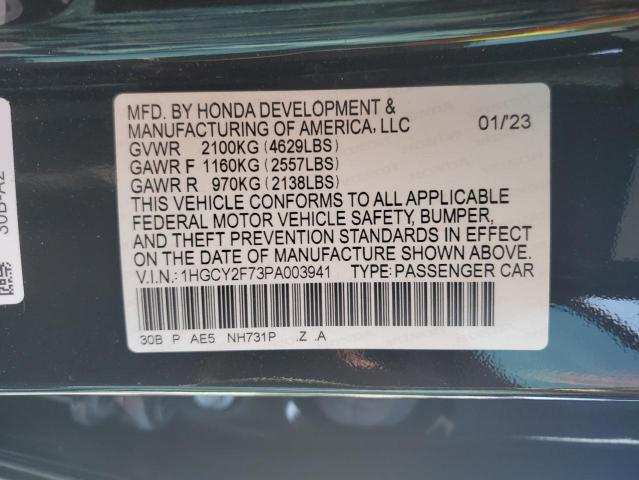 MFD. BY HONDA DEVELOPMENT &
MANUFACTURING OF AMERICA, LLC 01/'23
GVWR 2100KG (4629LBS)
GAWR F 1160KG (2557LBS)
GAWR R 970KG (2138LBS)
THIS VEHICLE CONFORMS TO ALL APPLICABLE
FEDERAL MOTOR VEHICLE SAFETY, BUMPER,
AND THEFT PREVENTION STANDARDS IN EFFECT
ON THE DATE OF MANUFACTURE SHOWN ABOVE.
V.I.N.:1HGCY2F73PA003941 TYPE:PASSENGER CAR
30B P AE5 NH731P .Z .A
30B-A2